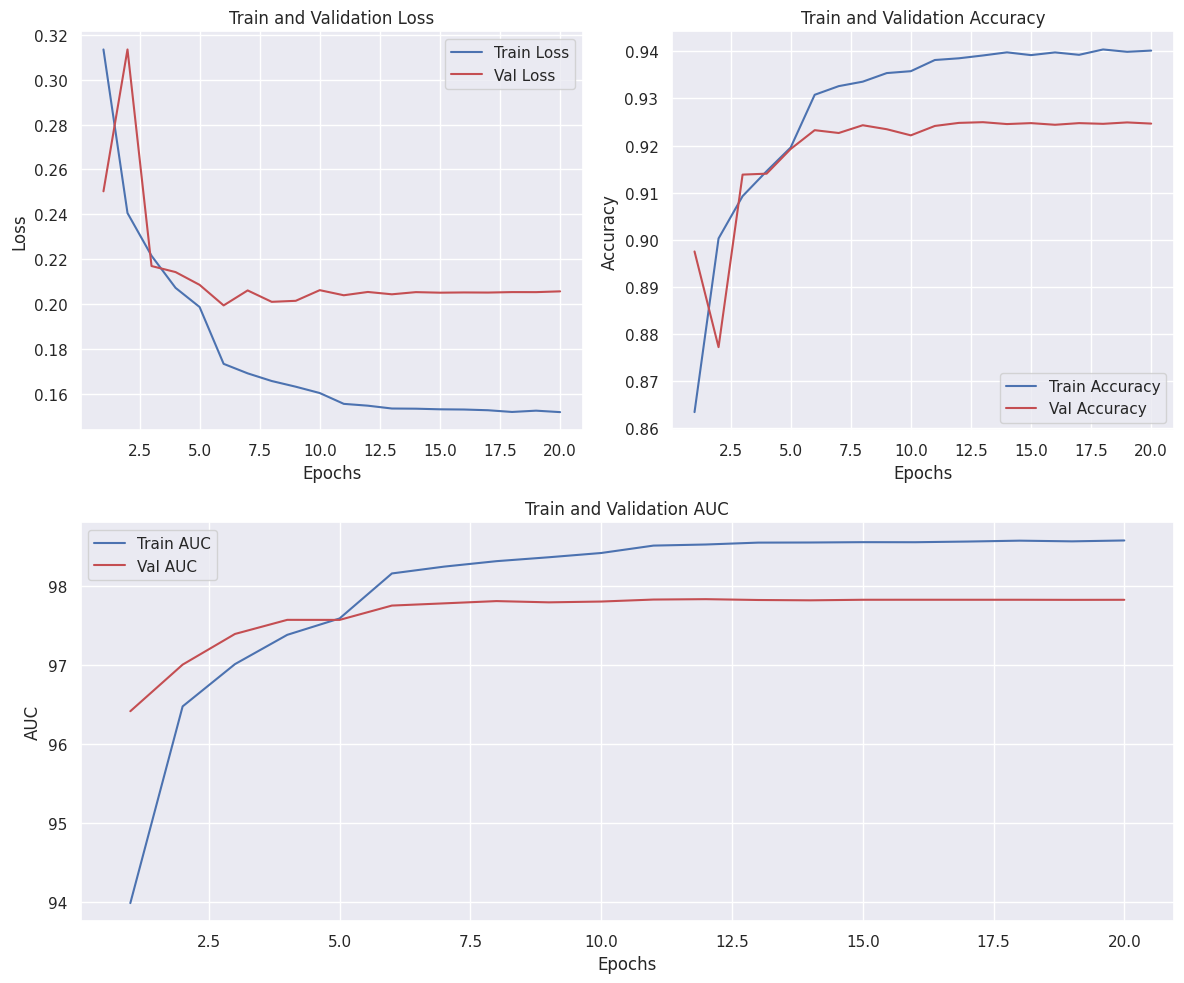 Train and Validation Loss
0.32
0.30
0.28
0.26
0.24
0.22
0.20
0.18
0.16
Loss
Train Loss
Val Loss
2.5 5.0 7.5 10.0 12.5 15.0 17.5 20.0
Epochs
Train and Validation Accuracy
0.94
0.93
0.92
0.91
0.90
0.89
0.88
0.87
0.86
Accuracy
Train Accuracy
Val Accuracy
2.5 5.0 7.5 10.0 12.5 15.0 17.5 20.0
Epochs
Train and Validation AUC
Train AUC
Val AUC
98
97
96
95
94
AUC
2.5 5.0 7.5 10.0 12.5 15.0 17.5 20.0
Epochs